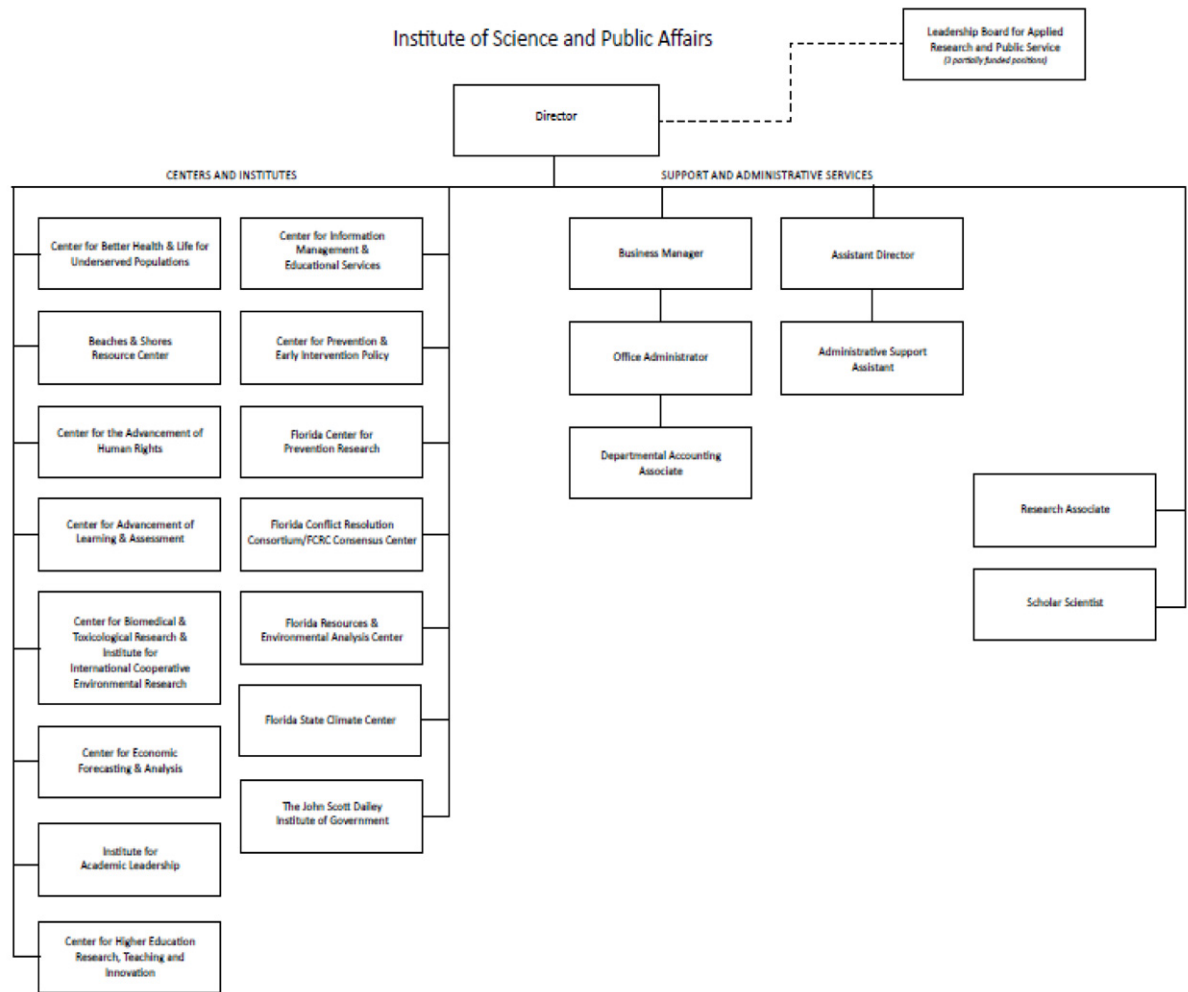 Institute of Science and Public Affairs
Leadership Board for Applied
Research and Public Service
(3 partially funded positions)
Director
CENTERS AND INSTITUTES
SUPPORT AND ADMINISTRATIVE SERVICES
Center for Better Health & Life for
Underserved Populations
Beaches & Shores
Resource Center
Center for the Advancement of
Human Rights
Center for Advancement of
Learning & Assessment
Center for Biomedical &
Toxicological Research &
Institute for
International Cooperative
Environmental Research
Center for Economic
Forecasting & Analysis
Institute for
Academic Leadership
Center for Higher Education
Research, Teaching and
Innovation
Center for Information
Management &
Educational Services
Center for Prevention &
Early Intervention Policy
Florida Center for
Prevention Research
Florida Conflict Resolution
Consortium/FCRC Consensus Center
Florida Resources &
Environmental Analysis Center
Florida State Climate Center
The John Scott Dailey
Institute of Government
Business Manager
Office Administrator
Departmental Accounting
Associate
Assistant Director
Administrative Support
Assistant
Research Associate
Scholar Scientist